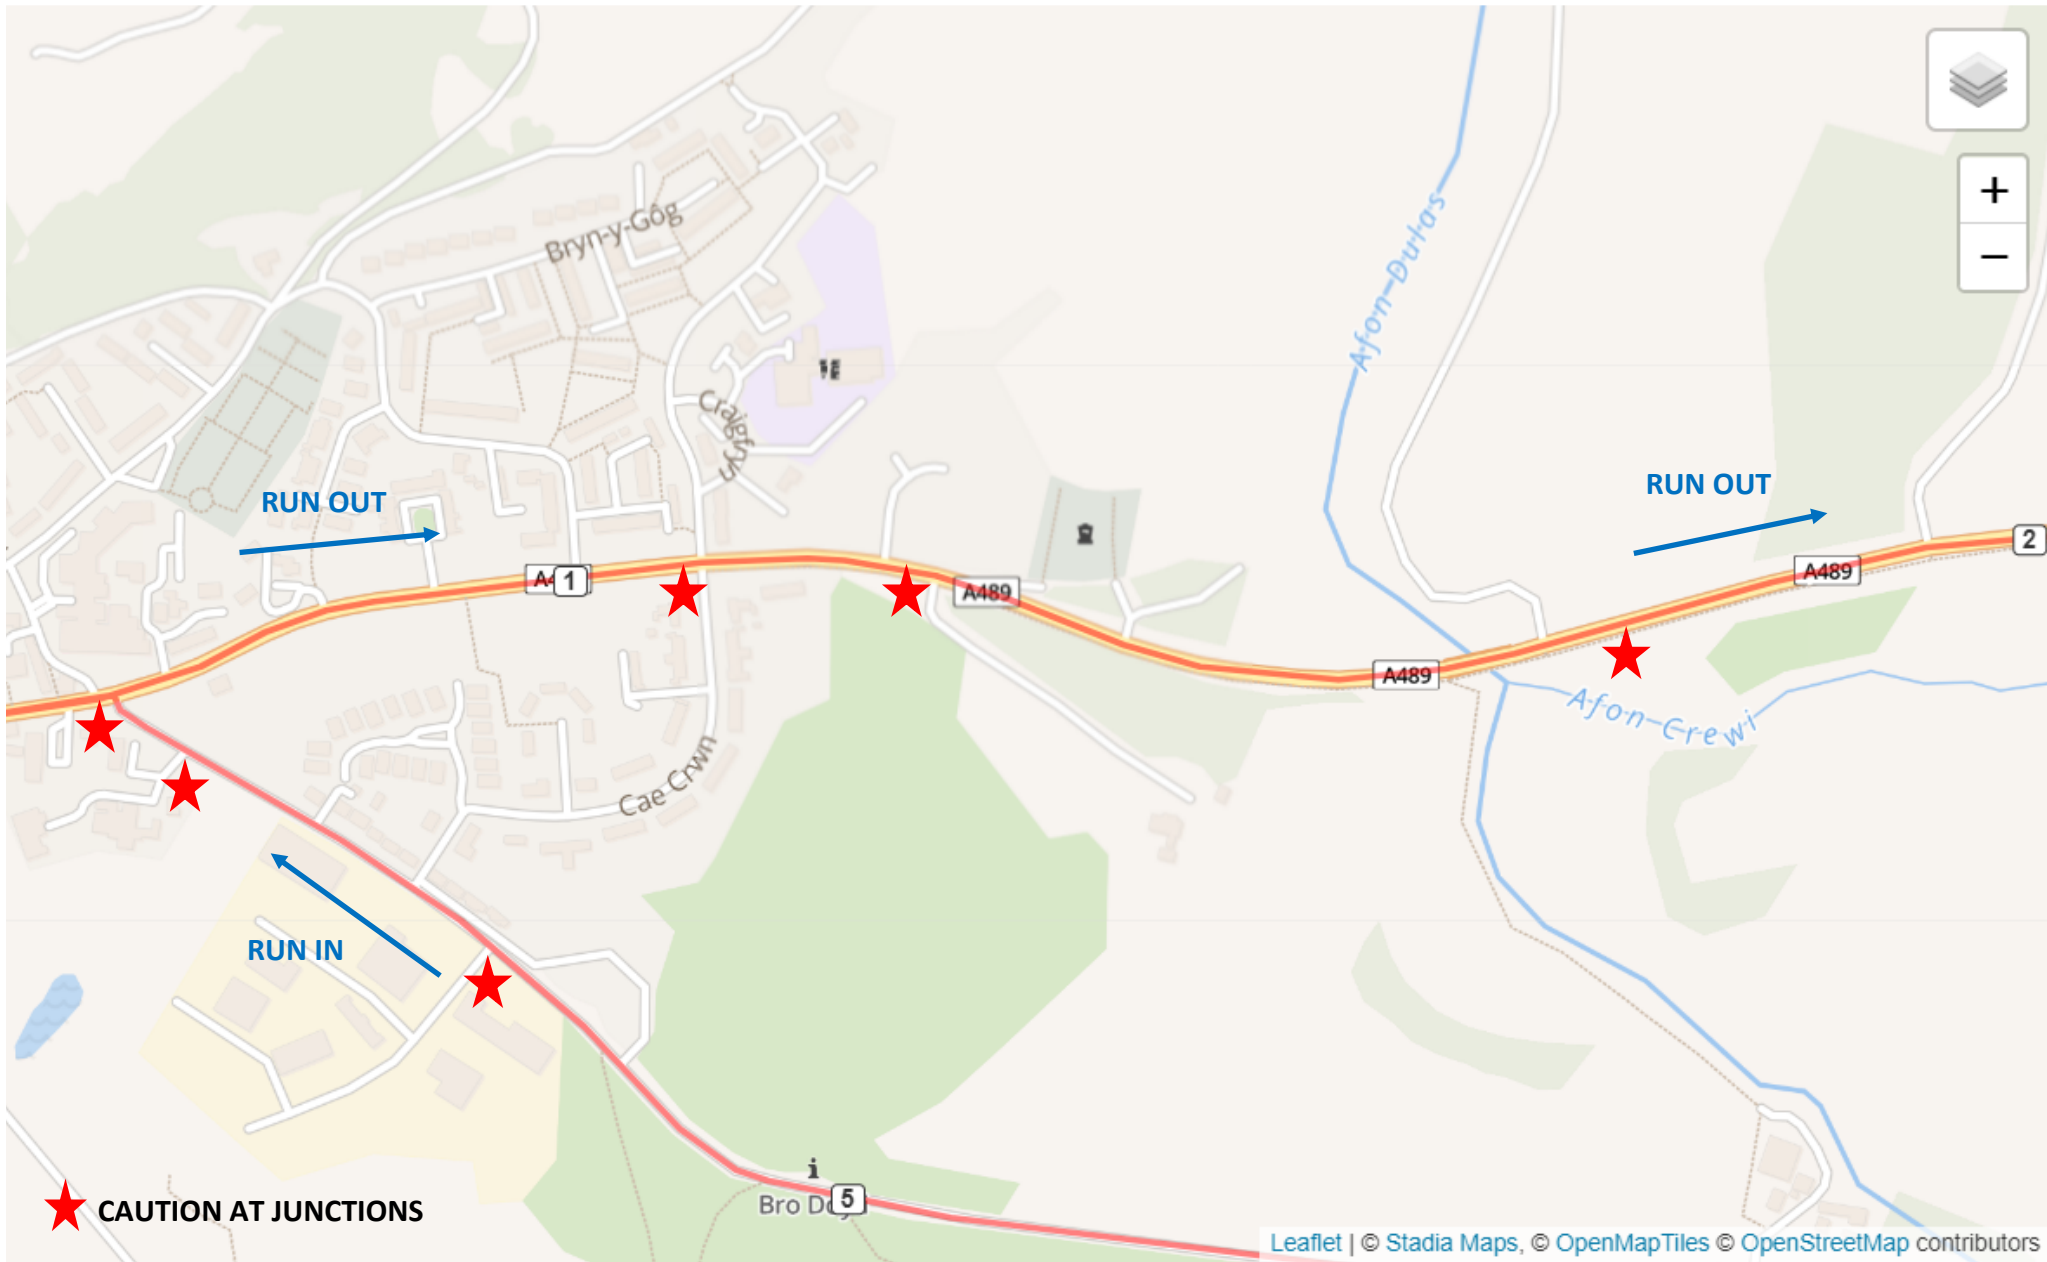 +
−
Bryn-y-Gôg
Afon Dulas
Craigfryn
RUN OUT
RUN OUT
2
1
A489
A489
A489
Afon Crewi
Cae Crwn
RUN IN
i
Bro
5
CAUTION AT JUNCTIONS
Leaflet | © Stadia Maps, © OpenMapTiles © OpenStreetMap contributors